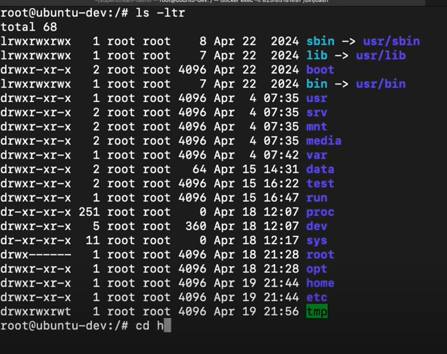 root@ubuntu-dev:/# ls -ltr
total 68
lrwxrwxrwx 1 root root 8 Apr 22 2024 sbin -> usr/sbin
lrwxrwxrwx 1 root root 7 Apr 22 2024 lib -> usr/lib
drwxr-xr-x 2 root root 4096 Apr 22 2024 boot
lrwxrwxrwx 1 root root 7 Apr 22 2024 bin -> usr/bin
drwxr-xr-x 1 root root 4096 Apr 4 07:35 usr
drwxr-xr-x 2 root root 4096 Apr 4 07:35 srv
drwxr-xr-x 2 root root 4096 Apr 4 07:35 mnt
drwxr-xr-x 2 root root 4096 Apr 4 07:35 media
drwxr-xr-x 1 root root 4096 Apr 4 07:42 var
drwxr-xr-x 2 root root 64 Apr 15 14:31 data
drwxr-xr-x 2 root root 4096 Apr 15 16:22 test
drwxr-xr-x 1 root root 4096 Apr 15 16:47 run
dr-xr-xr-x 251 root root 0 Apr 18 12:07 proc
drwxr-xr-x 5 root root 360 Apr 18 12:07 dev
dr-xr-xr-x 11 root root 0 Apr 18 12:17 sys
drwx------ 1 root root 4096 Apr 18 21:28 root
drwxr-xr-x 1 root root 4096 Apr 18 21:28 opt
drwxr-xr-x 1 root root 4096 Apr 19 21:44 home
drwxr-xr-x 1 root root 4096 Apr 19 21:44 etc
drwxrwxrwt 1 root root 4096 Apr 19 21:56 tmp
root@ubuntu-dev:/# cd h